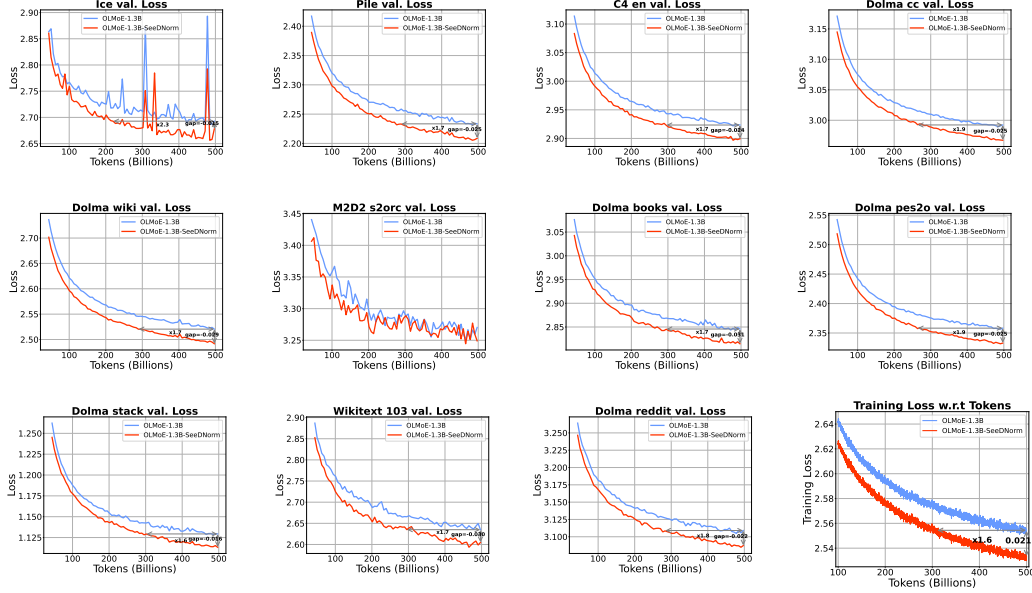 Ice val. Loss
2.90
2.85
2.80
2.75
2.70
2.65
Loss
OLMoE-1.3B
OLMoE-1.3B-SeeDNorm
x2.3
gap=-0.015
100 200 300 400 500
Tokens (Billions)
Pile val. Loss
2.40
2.35
2.30
2.25
2.20
Loss
OLMoE-1.3B
OLMoE-1.3B-SeeDNorm
x1.7 gap=-0.025
100 200 300 400 500
Tokens (Billions)
C4 en val. Loss
3.10
3.05
3.00
2.95
2.90
Loss
OLMoE-1.3B
OLMoE-1.3B-SeeDNorm
x1.7 gap=-0.024
100 200 300 400 500
Tokens (Billions)
Dolma cc val. Loss
3.15
3.10
3.05
3.00
Loss
OLMoE-1.3B
OLMoE-1.3B-SeeDNorm
x1.9 gap=-0.025
100 200 300 400 500
Tokens (Billions)
Dolma wiki val. Loss
2.70
2.65
2.60
2.55
2.50
Loss
OLMoE-1.3B
OLMoE-1.3B-SeeDNorm
x1.7 gap=-0.029
100 200 300 400 500
Tokens (Billions)
M2D2 s2orc val. Loss
3.45
3.40
3.35
3.30
3.25
Loss
OLMoE-1.3B
OLMoE-1.3B-SeeDNorm
100 200 300 400 500
Tokens (Billions)
Dolma books val. Loss
3.05
3.00
2.95
2.90
2.85
Loss
OLMoE-1.3B
OLMoE-1.3B-SeeDNorm
x1.7 gap=-0.031
100 200 300 400 500
Tokens (Billions)
Dolma pes2o val. Loss
2.55
2.50
2.45
2.40
2.35
Loss
OLMoE-1.3B
OLMoE-1.3B-SeeDNorm
x1.9 gap=-0.025
100 200 300 400 500
Tokens (Billions)
Dolma stack val. Loss
1.250
1.225
1.200
1.175
1.150
1.125
Loss
OLMoE-1.3B
OLMoE-1.3B-SeeDNorm
x1.6 gap=-0.016
100 200 300 400 500
Tokens (Billions)
Wikitext 103 val. Loss
2.90
2.85
2.80
2.75
2.70
2.65
2.60
Loss
OLMoE-1.3B
OLMoE-1.3B-SeeDNorm
x1.7 gap=-0.030
100 200 300 400 500
Tokens (Billions)
Dolma reddit val. Loss
3.250
3.225
3.200
3.175
3.150
3.125
3.100
Loss
OLMoE-1.3B
OLMoE-1.3B-SeeDNorm
x1.8 gap=-0.022
100 200 300 400 500
Tokens (Billions)
Training Loss w.r.t Tokens
2.64
2.62
2.60
2.58
2.56
2.54
Training Loss
OLMoE-1.3B
OLMoE-1.3B-SeeDNorm
x1.6 0.021
100 200 300 400 500
Tokens (Billions)